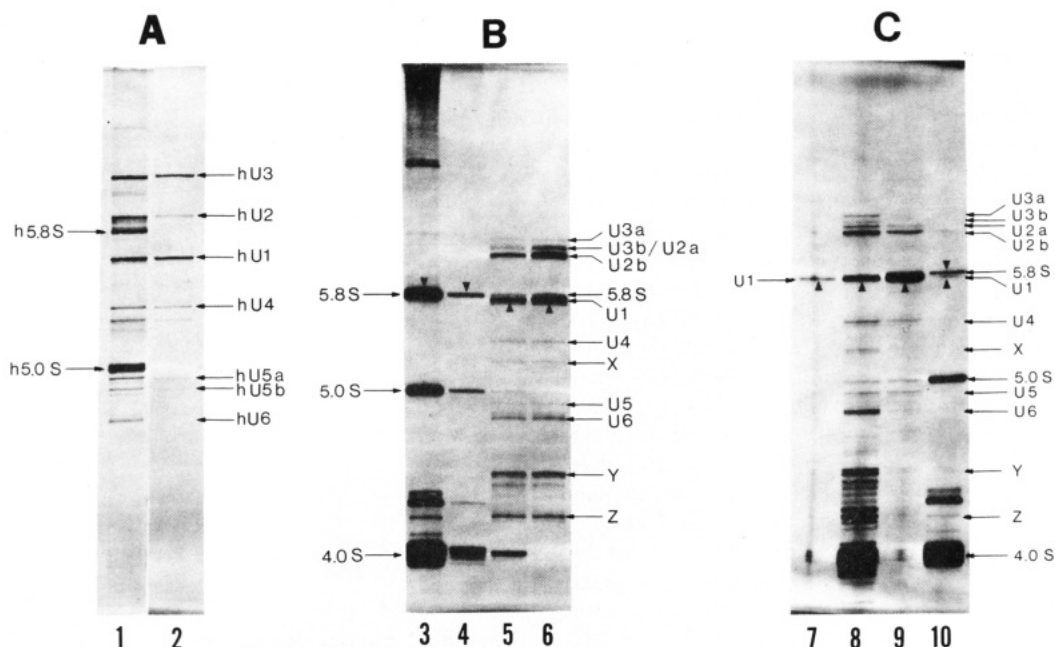 A
B
C
hU3
hU2
h5.8S
hU1
hU4
h5.0S
hU5a
hU5b
hU6
1 2
U3a
U3b/U2a
U2b
5.8S
5.8S
U1
U4
X
5.0S
U5
U6
Y
Z
4.0S
3 4 5 6
U3a
U3b
U2a
U2b
5.8S
U1
U1
U4
X
5.0S
U5
U6
Y
Z
4.0S
7 8 9 10